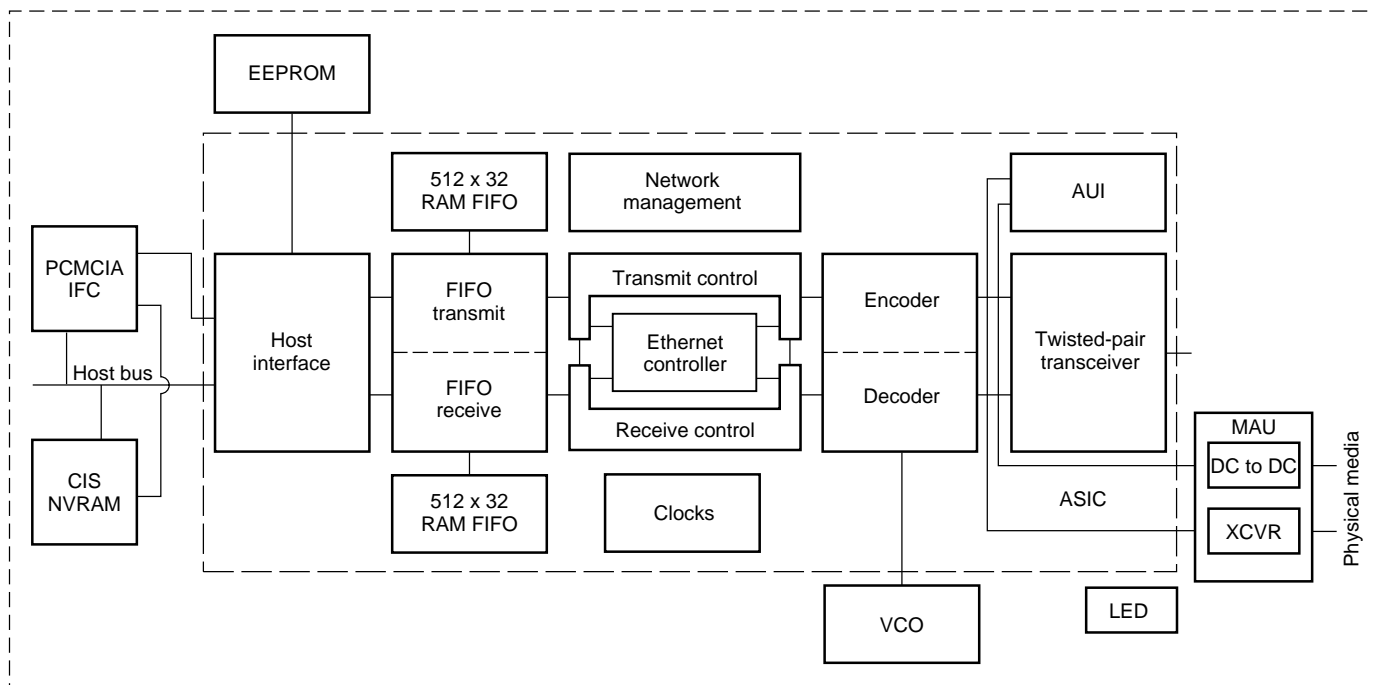 EEPROM
512 x 32
RAM FIFO
Network
management
AUI
PCMCIA
IFC
Host
interface
FIFO
transmit
Transmit control
Ethernet
controller
Encoder
Twisted-pair
transceiver
Host bus
FIFO
receive
Receive control
Decoder
CIS
NVRAM
512 x 32
RAM FIFO
Clocks
ASIC
MAU
DC to DC
XCVR
Physical media
VCO
LED